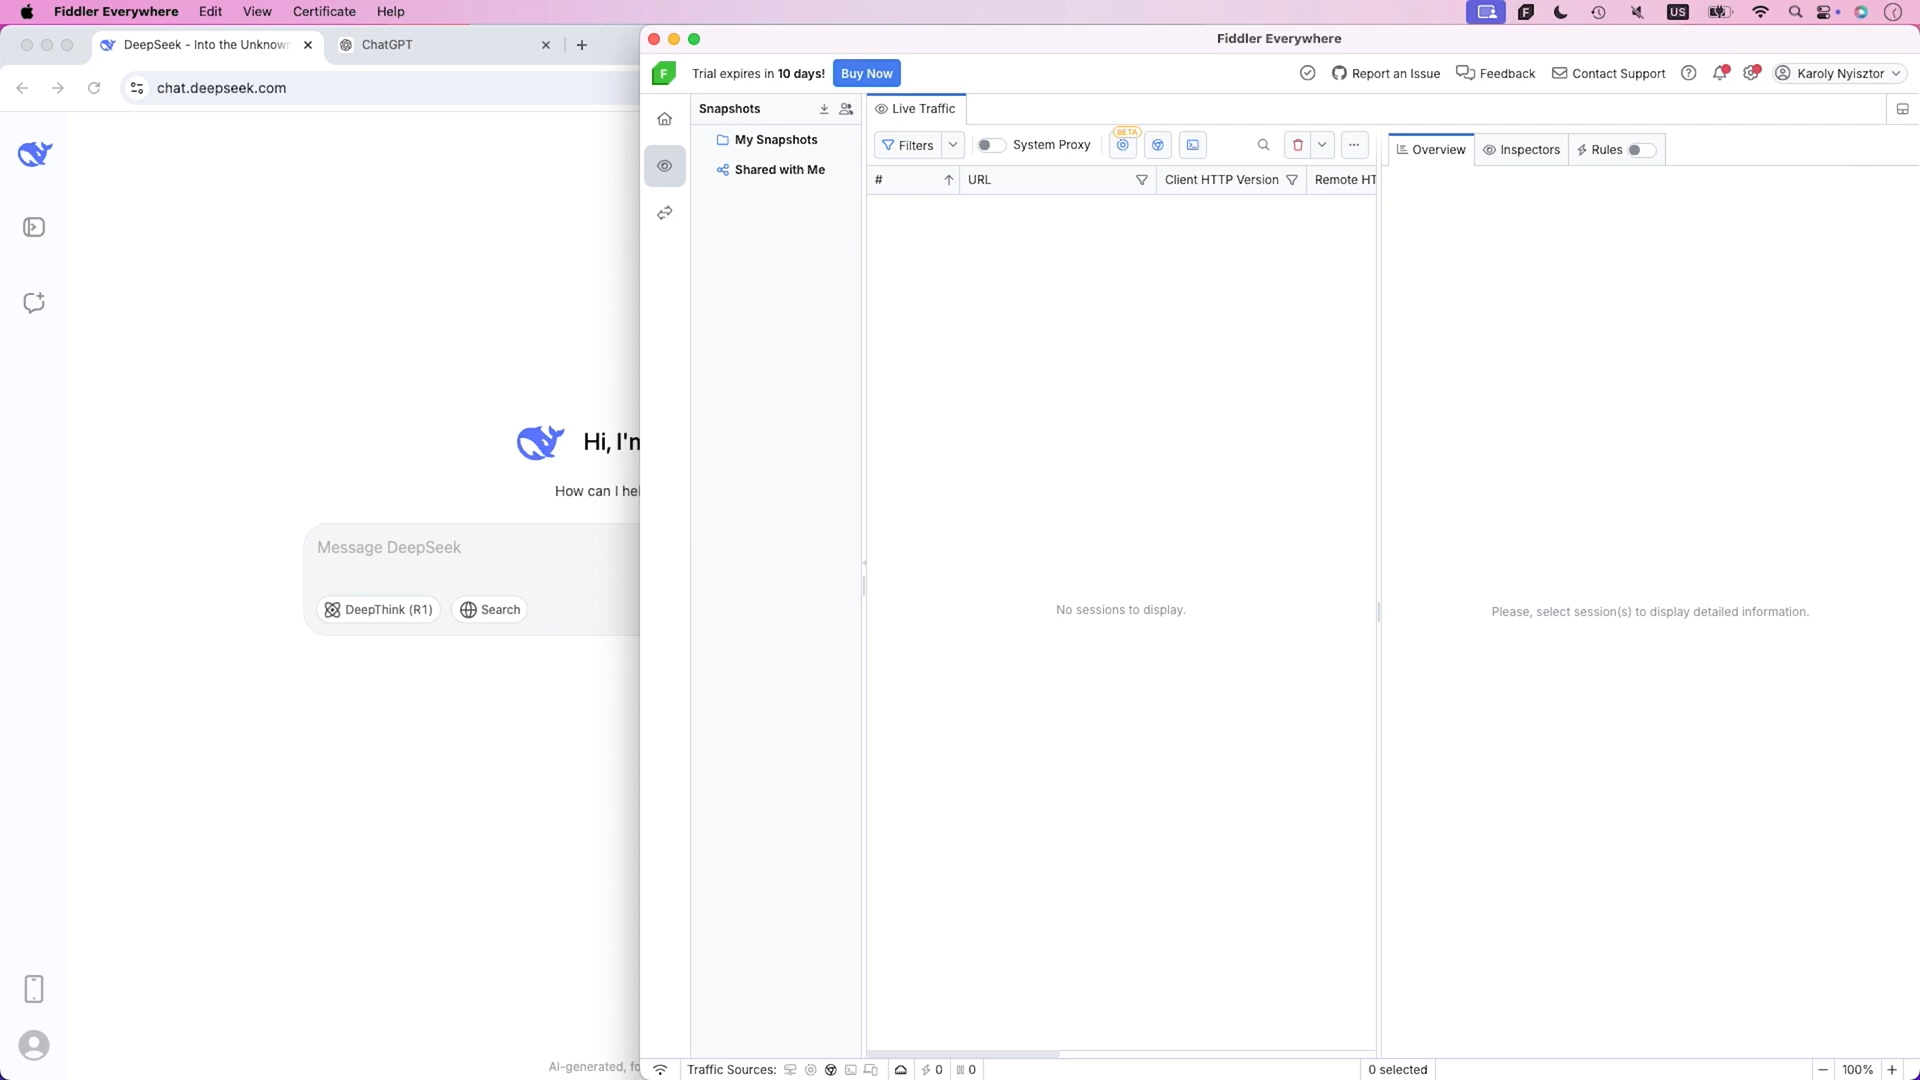 Fiddler Everywhere Edit View Certificate Help
US
DeepSeek - Into the Unknown
ChatGPT
chat.deepseek.com
Hi, I'm
How can I hel
Message DeepSeek
DeepThink (R1)
Search
AI-generated, fo
Fiddler Everywhere
Trial expires in 10 days! Buy Now
Report an Issue Feedback Contact Support Karoly Nyisztor
Snapshots
My Snapshots
Shared with Me
Live Traffic
Filters
System Proxy
BETA
# URL Client HTTP Version Remote HT
No sessions to display.
Overview Inspectors Rules
Please, select session(s) to display detailed information.
Traffic Sources: 0 0
0 selected
100%